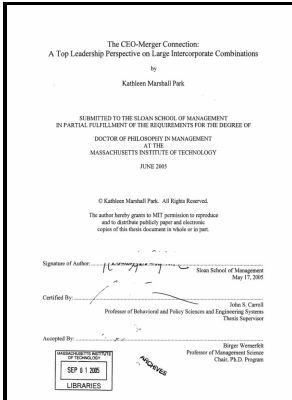 The CEO-Merger Connection:
A Top Leadership Perspective on Large Intercorporate Combinations
by
Kathleen Marshall Park
SUBMITTED TO THE SLOAN SCHOOL OF MANAGEMENT
IN PARTIAL FULFILLMENT OF THE REQUIREMENTS FOR THE DEGREE OF
DOCTOR OF PHILOSOPHY IN MANAGEMENT
AT THE
MASSACHUSETTS INSTITUTE OF TECHNOLOGY
JUNE 2005
© Kathleen Marshall Park. All Rights Reserved.
The author hereby grants to MIT permission to reproduce
and to distribute publicly paper and electronic
copies of this thesis document in whole or in part.
Signature of Author:
Sloan School of Management
May 17, 2005
Certified By:
John S. Carroll
Professor of Behavioral and Policy Sciences and Engineering Systems
Thesis Supervisor
Accepted By:
Birger Wernerfelt
Professor of Management Science
Chair, Ph.D. Program
MASSACHUSETTS INSTITUTE
OF TECHNOLOGY
SEP 01 2005
LIBRARIES
ARCHIVES